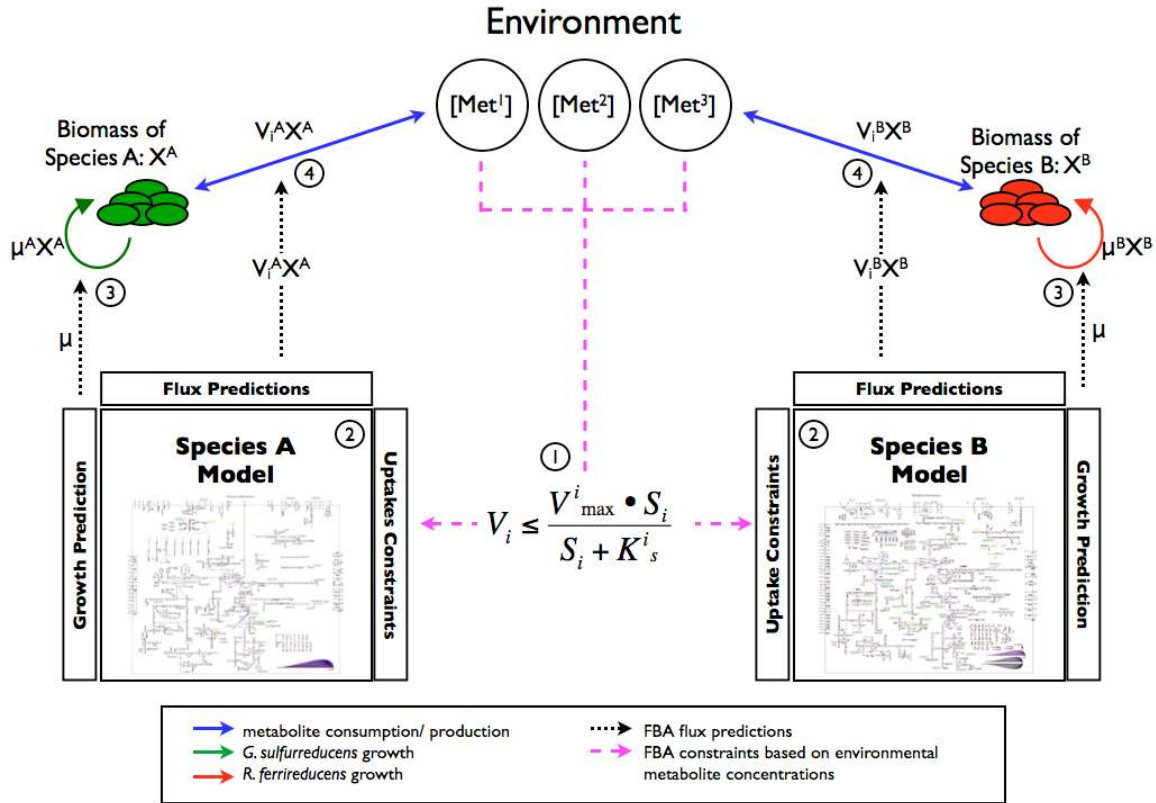 Environment
[Met¹] [Met²] [Met³]
Biomass of
Species A: Xᴬ
VᵢᴬXᴬ
④
VᵢᴮXᴮ
④
Biomass of
Species B: Xᴮ
μᴬXᴬ
③
VᵢᴬXᴬ
VᵢᴮXᴮ
μᴮXᴮ
③
μ
μ
Flux Predictions
Flux Predictions
Growth Prediction
Species A
Model
②
Uptakes Constraints
①
Vᵢ ≤ Vⁱmax • Sᵢ / Sᵢ + Kⁱs
Uptake Constraints
②
Species B
Model
Growth Prediction
metabolite consumption/ production
G. sulfurreducens growth
R. ferrireducens growth
FBA flux predictions
FBA constraints based on environmental
metabolite concentrations